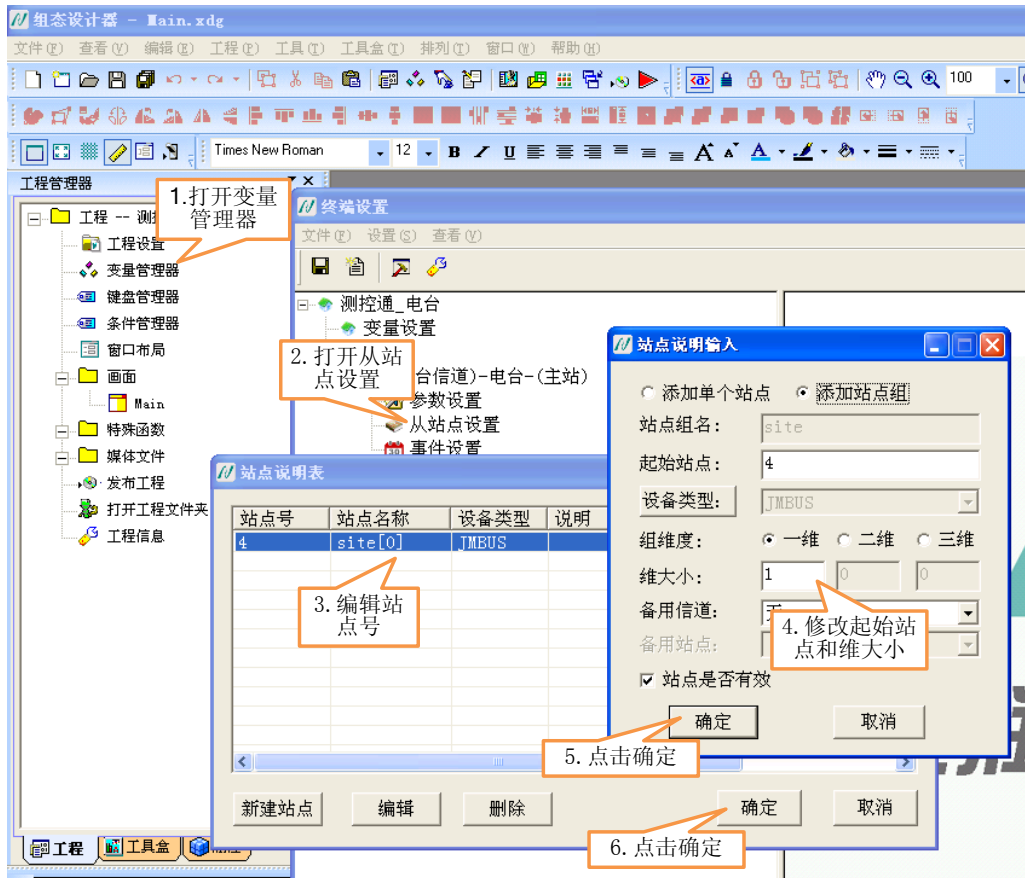 组态设计器 - Main.xdg
文件(F) 查看(V) 编辑(E) 工程(P) 工具(T) 工具盒(T) 排列(T) 窗口(W) 帮助(H)
100
Times New Roman 12 B U A A A
工程管理器
1.打开变量
管理器
工程 -- 测
工程设置
变量管理器
键盘管理器
条件管理器
窗口布局
画面
Main
特殊函数
媒体文件
发布工程
打开工程文件夹
工程信息
工程 工具盒
终端设置
文件(F) 设置(S) 查看(V)
测控通_电台
变量设置
2.打开从站
点设置
台信道)-电台-(主站)
参数设置
从站点设置
事件设置
站点说明表
站点号 站点名称 设备类型 说明
4 site[0] JMBUS
3.编辑站
点号
新建站点 编辑 删除 确定 取消
6.点击确定
站点说明输入
添加单个站点 添加站点组
站点组名: site
起始站点: 4
设备类型: JMBUS
组维度: 一维 二维 三维
维大小: 1 0 0
备用信道:
备用站点:
4.修改起始站
点和维大小
站点是否有效
确定 取消
5.点击确定